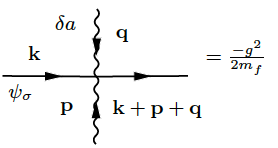 δa
q
k
= -g²/2m_f
ψ_σ
p
k + p + q